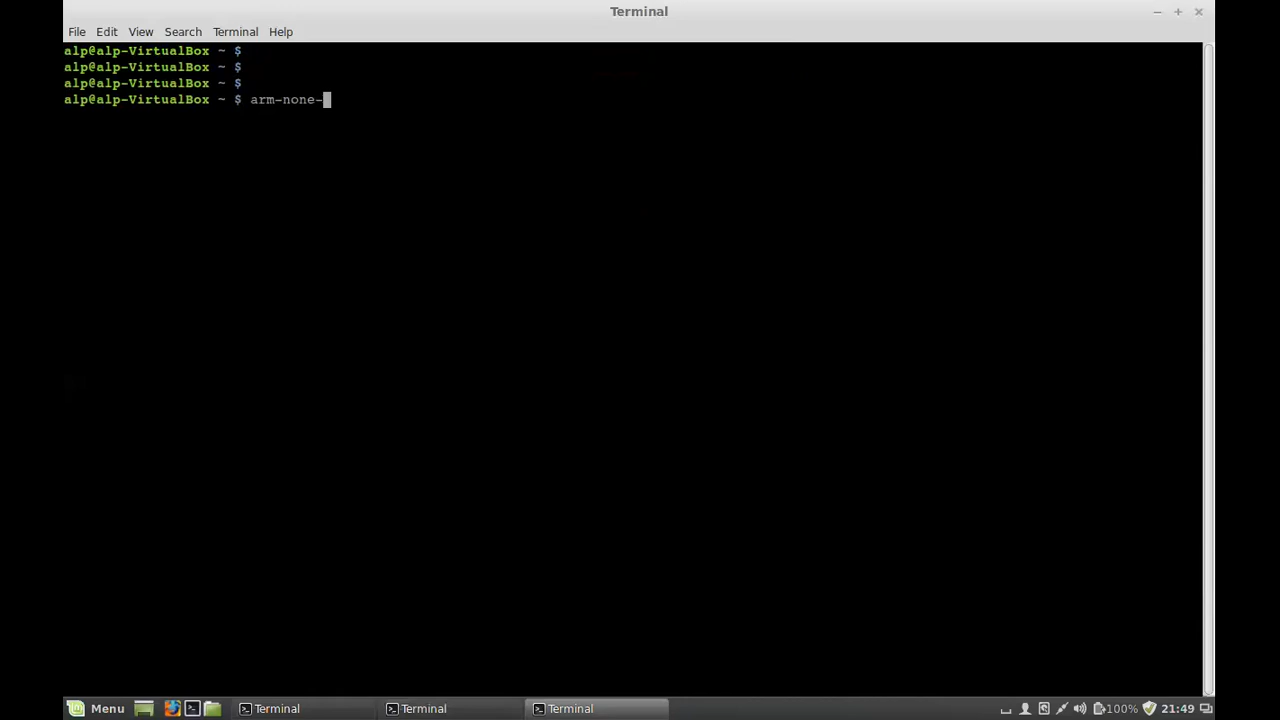 Terminal
File Edit View Search Terminal Help
alp@alp-VirtualBox ~ $
alp@alp-VirtualBox ~ $
alp@alp-VirtualBox ~ $
alp@alp-VirtualBox ~ $ arm-none-
Menu Terminal Terminal Terminal 100% 21:49